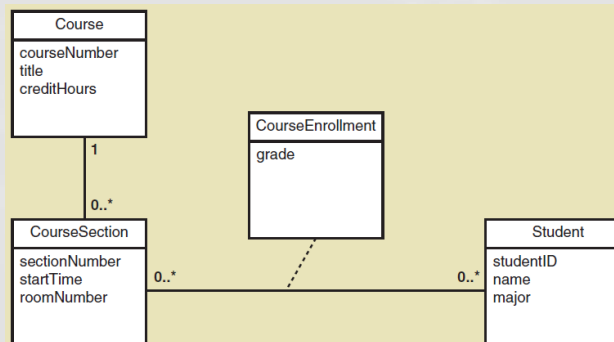 Course
courseNumber
title
creditHours
1
0..*
CourseEnrollment
grade
CourseSection
sectionNumber
startTime
roomNumber
0..*
0..*
Student
studentID
name
major